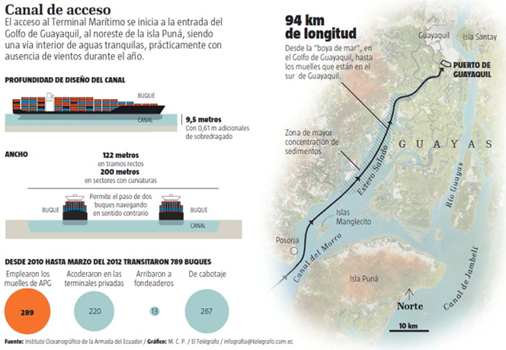 Canal de acceso
El acceso al Terminal Marítimo se inicia a la entrada del
Golfo de Guayaquil, al noreste de la isla Puná, siendo
una vía interior de aguas tranquilas, prácticamente con
ausencia de vientos durante el año.
PROFUNDIDAD DE DISEÑO DEL CANAL
BUQUE
CANAL
9,5 metros
Con 0,61 m adicionales
de sobredragado
ANCHO
122 metros
en tramos rectos
200 metros
en sectores con curvaturas
Permite el paso de dos
buques navegando
en sentido contrario
BUQUE
BUQUE
CANAL
DESDE 2010 HASTA MARZO DEL 2012 TRANSITARON 789 BUQUES
Emplearon los
muelles de APG
289
Acoderaron en las
terminales privadas
220
Arribaron a
fondeaderos
13
De cabotaje
267
Fuente: Instituto Oceanográfico de la Armada del Ecuador / Gráfico: M. C. P. / El Telégrafo / infografia@telegrafo.com.ec
94 km
de longitud
Desde la "boya de mar", en
el Golfo de Guayaquil, hasta
los muelles que están en el
sur de Guayaquil.
Guayaquil
Isla Santay
PUERTO DE
GUAYAQUIL
Zona de mayor
concentración de
sedimentos
GUAYAS
Estero Salado
Río Guayas
Islas
Manglecito
Posorja
Canal del Morro
Isla Puná
Canal de Jambelí
Norte
10 km